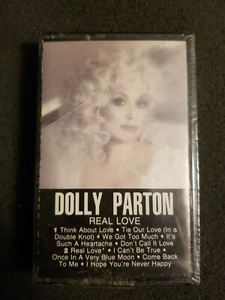 DOLLY PARTON
REAL LOVE
1 Think About Love • Tie Our Love (In a
Double Knot) • We Got Too Much • It's
Such A Heartache • Don't Call It Love
2 Real Love* • I Can't Be True •
Once In A Very Blue Moon • Come Back
To Me • I Hope You're Never Happy